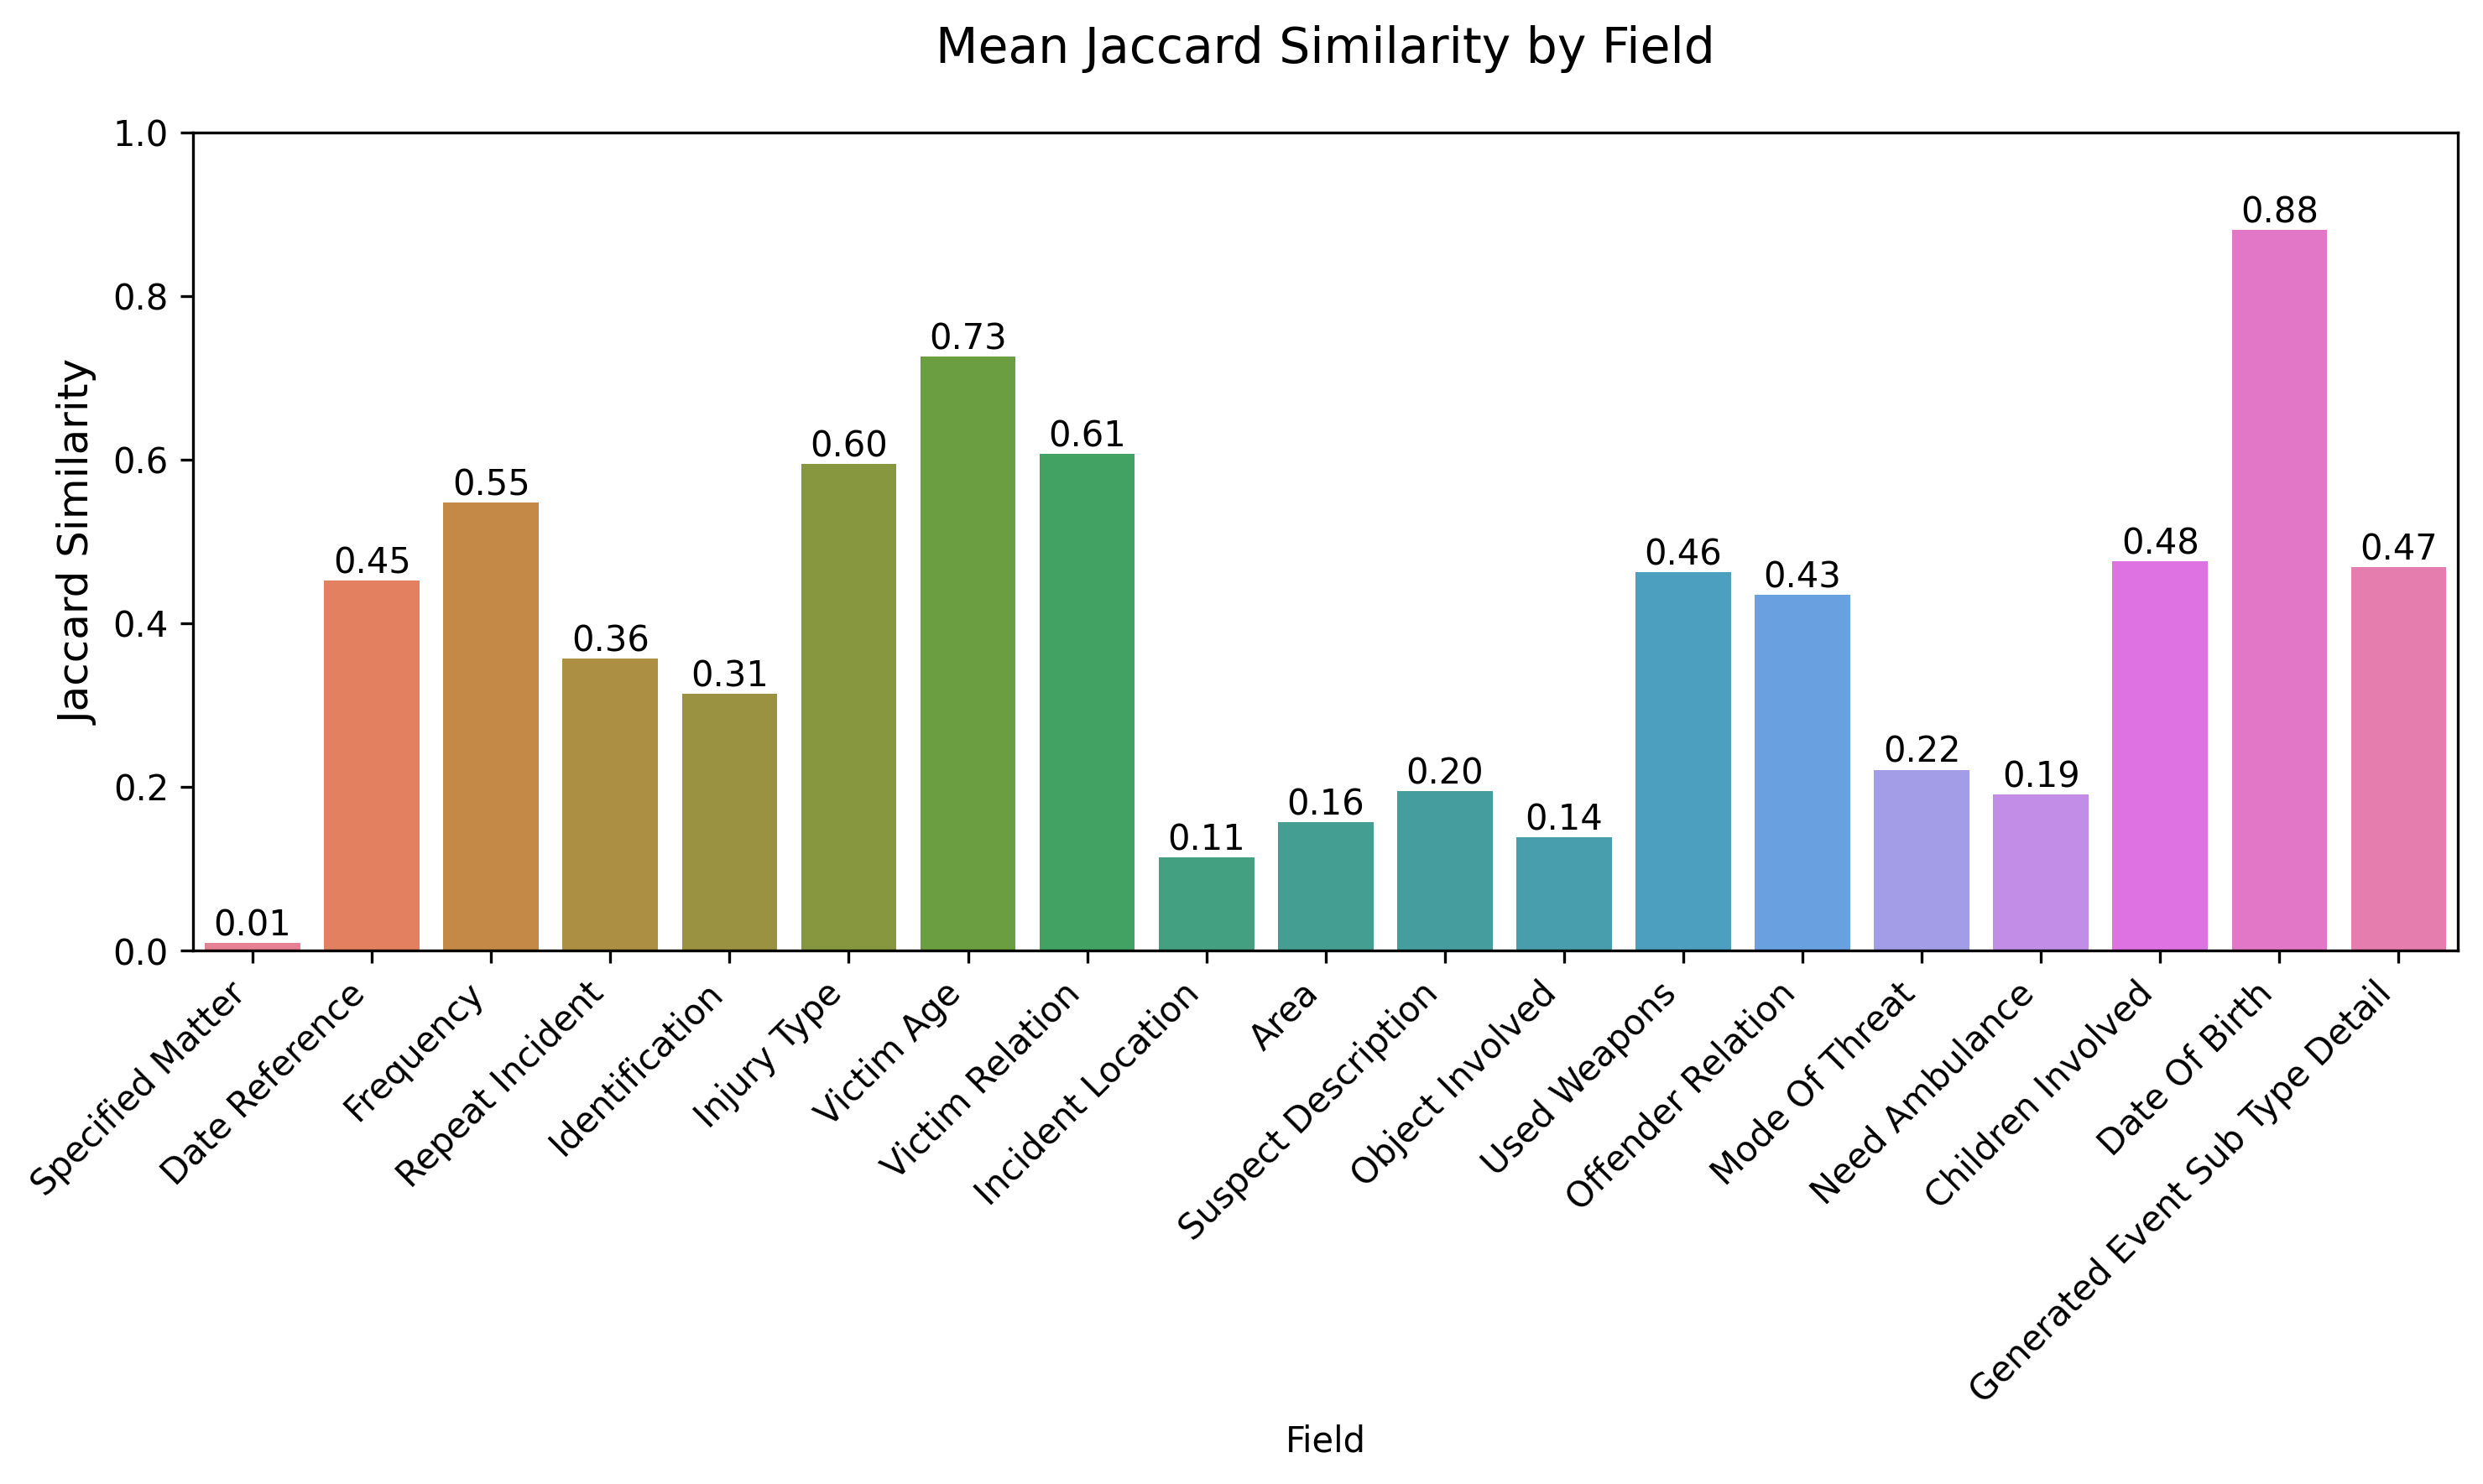 Mean Jaccard Similarity by Field
Jaccard Similarity
1.0
0.8
0.6
0.4
0.2
0.0
0.01
0.45
0.55
0.36
0.31
0.60
0.73
0.61
0.11
0.16
0.20
0.14
0.46
0.43
0.22
0.19
0.48
0.88
0.47
Specified Matter
Date Reference
Frequency
Repeat Incident
Identification
Injury Type
Victim Age
Victim Relation
Incident Location
Area
Suspect Description
Object Involved
Used Weapons
Offender Relation
Mode Of Threat
Need Ambulance
Children Involved
Date Of Birth
Generated Event Sub Type Detail
Field